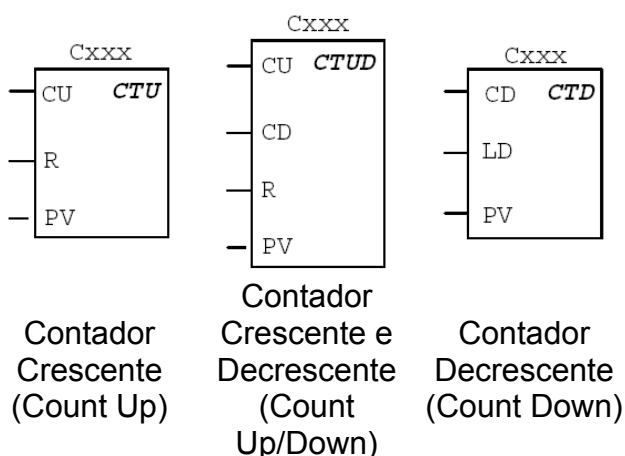 Cxxx
CU CTU
R
PV
Contador
Crescente
(Count Up)
Cxxx
CU CTUD
CD
R
PV
Contador
Crescente e
Decrescente
(Count
Up/Down)
Cxxx
CD CTD
LD
PV
Contador
Decrescente
(Count Down)